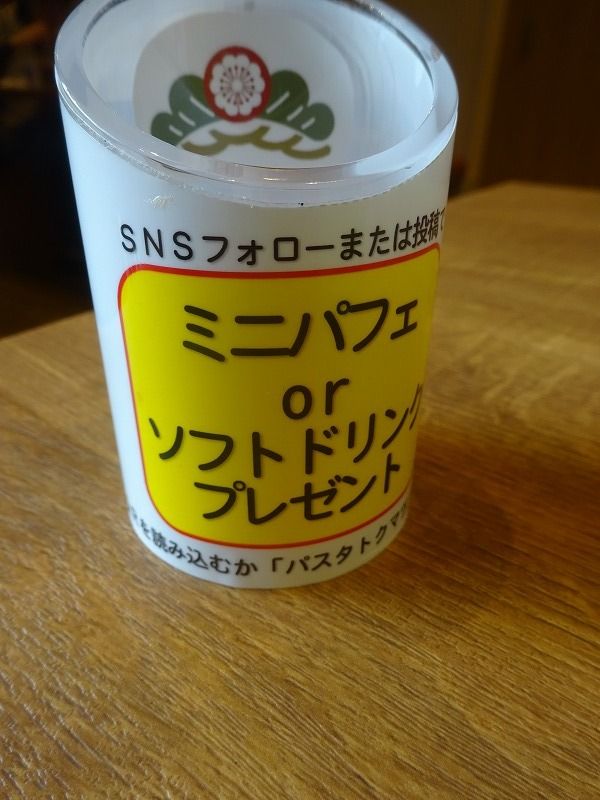 SNSフォローまたは投稿で
ミニパフェ
or
ソフトドリンク
プレゼント
を読み込むか「パスタトクマ